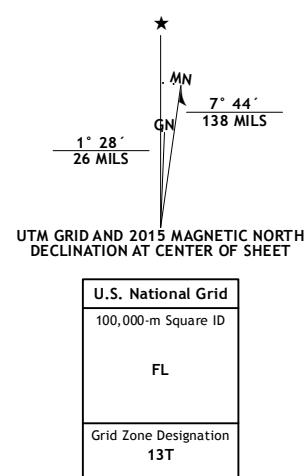 ★
MN
7° 44´
138 MILS
GN
1° 28´
26 MILS
UTM GRID AND 2015 MAGNETIC NORTH
DECLINATION AT CENTER OF SHEET
U.S. National Grid
100,000-m Square ID
FL
Grid Zone Designation
13T